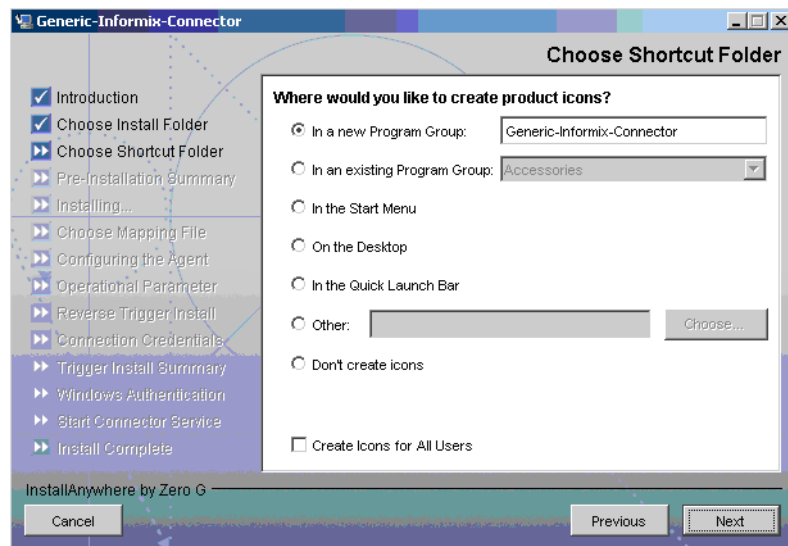 Generic-Informix-Connector
Choose Shortcut Folder
Introduction
Choose Install Folder
Choose Shortcut Folder
Pre-Installation Summary
Installing...
Choose Mapping File
Configuring the Agent
Operational Parameter
Reverse Trigger Install
Connection Credentials
Trigger Install Summary
Windows Authentication
Start Connector Service
Install Complete
Where would you like to create product icons?
In a new Program Group: Generic-Informix-Connector
In an existing Program Group: Accessories
In the Start Menu
On the Desktop
In the Quick Launch Bar
Other: Choose...
Don't create icons
Create Icons for All Users
InstallAnywhere by Zero G
Cancel Previous Next